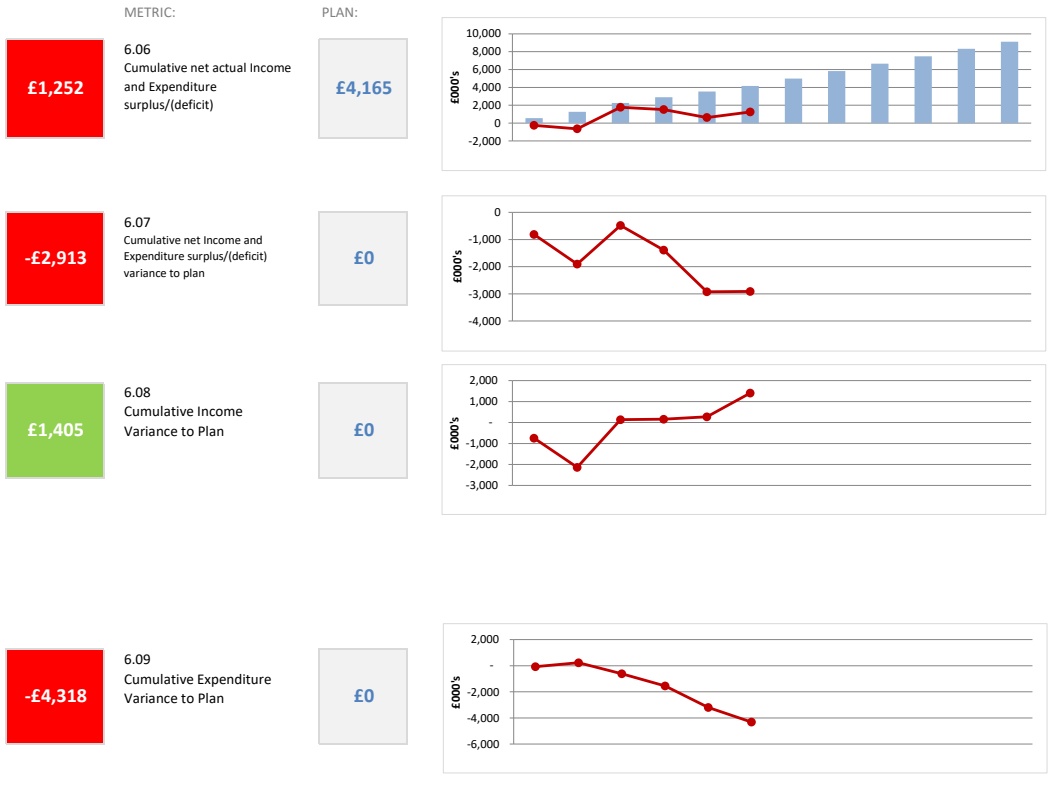 METRIC:
PLAN:
£1,252
6.06
Cumulative net actual Income
and Expenditure
surplus/(deficit)
£4,165
£000's
10,000
8,000
6,000
4,000
2,000
0
-2,000
-£2,913
6.07
Cumulative net Income and
Expenditure surplus/(deficit)
variance to plan
£0
£000's
0
-1,000
-2,000
-3,000
-4,000
£1,405
6.08
Cumulative Income
Variance to Plan
£0
£000's
2,000
1,000
-
-1,000
-2,000
-3,000
-£4,318
6.09
Cumulative Expenditure
Variance to Plan
£0
£000's
2,000
-
-2,000
-4,000
-6,000